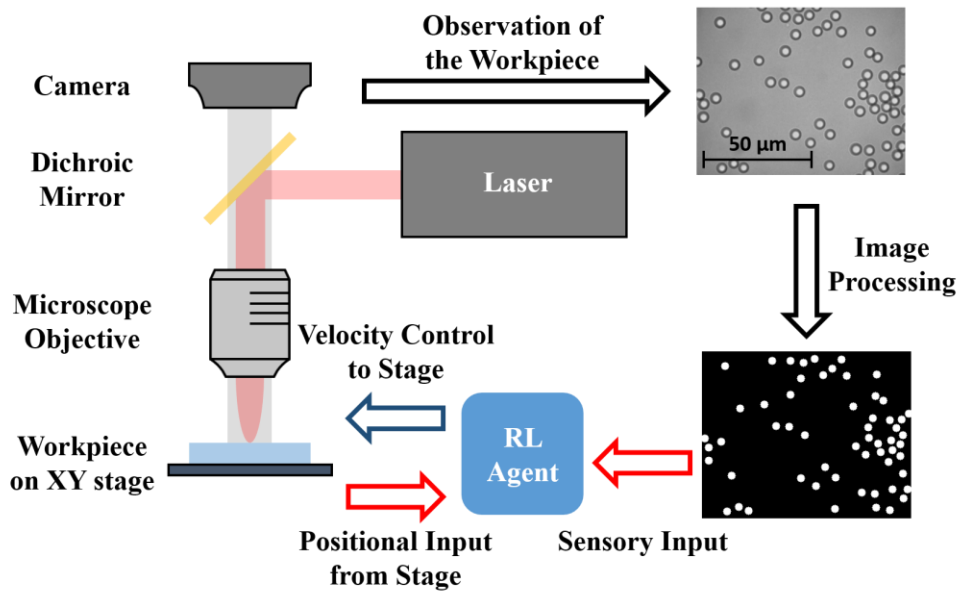 Observation of
the Workpiece
Camera
50 μm
Dichroic
Mirror
Laser
Image
Processing
Microscope
Objective
Velocity Control
to Stage
RL
Agent
Workpiece
on XY stage
Positional Input
from Stage
Sensory Input